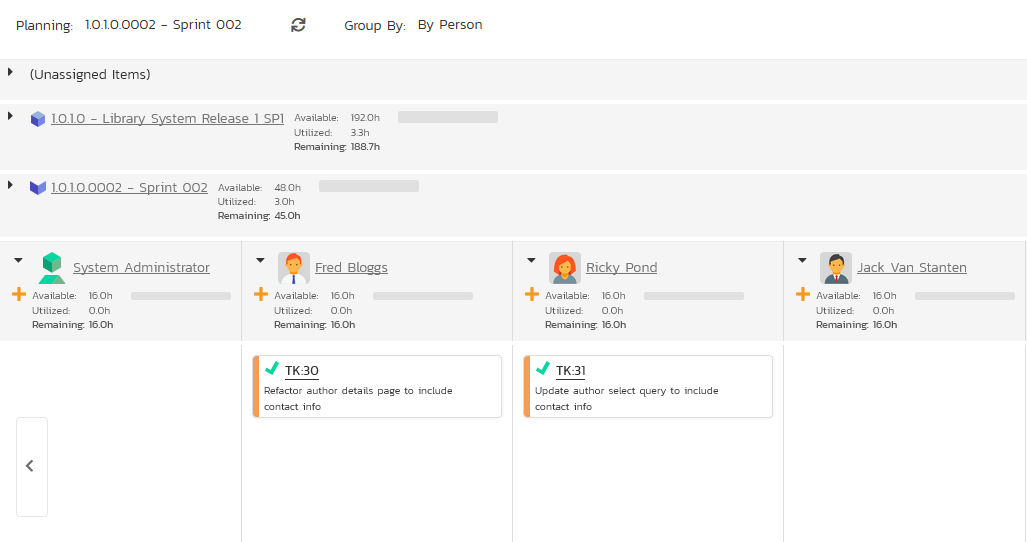 Planning: 1.0.1.0.0002 - Sprint 002 Group By: By Person
(Unassigned Items)
1.0.1.0 - Library System Release 1 SP1
Available: 192.0h
Utilized: 3.3h
Remaining: 188.7h
1.0.1.0.0002 - Sprint 002
Available: 48.0h
Utilized: 3.0h
Remaining: 45.0h
System Administrator
Available: 16.0h
Utilized: 0.0h
Remaining: 16.0h
Fred Bloggs
Available: 16.0h
Utilized: 0.0h
Remaining: 16.0h
Ricky Pond
Available: 16.0h
Utilized: 0.0h
Remaining: 16.0h
Jack Van Stanten
Available: 16.0h
Utilized: 0.0h
Remaining: 16.0h
TK:30
Refactor author details page to include
contact info
TK:31
Update author select query to include
contact info